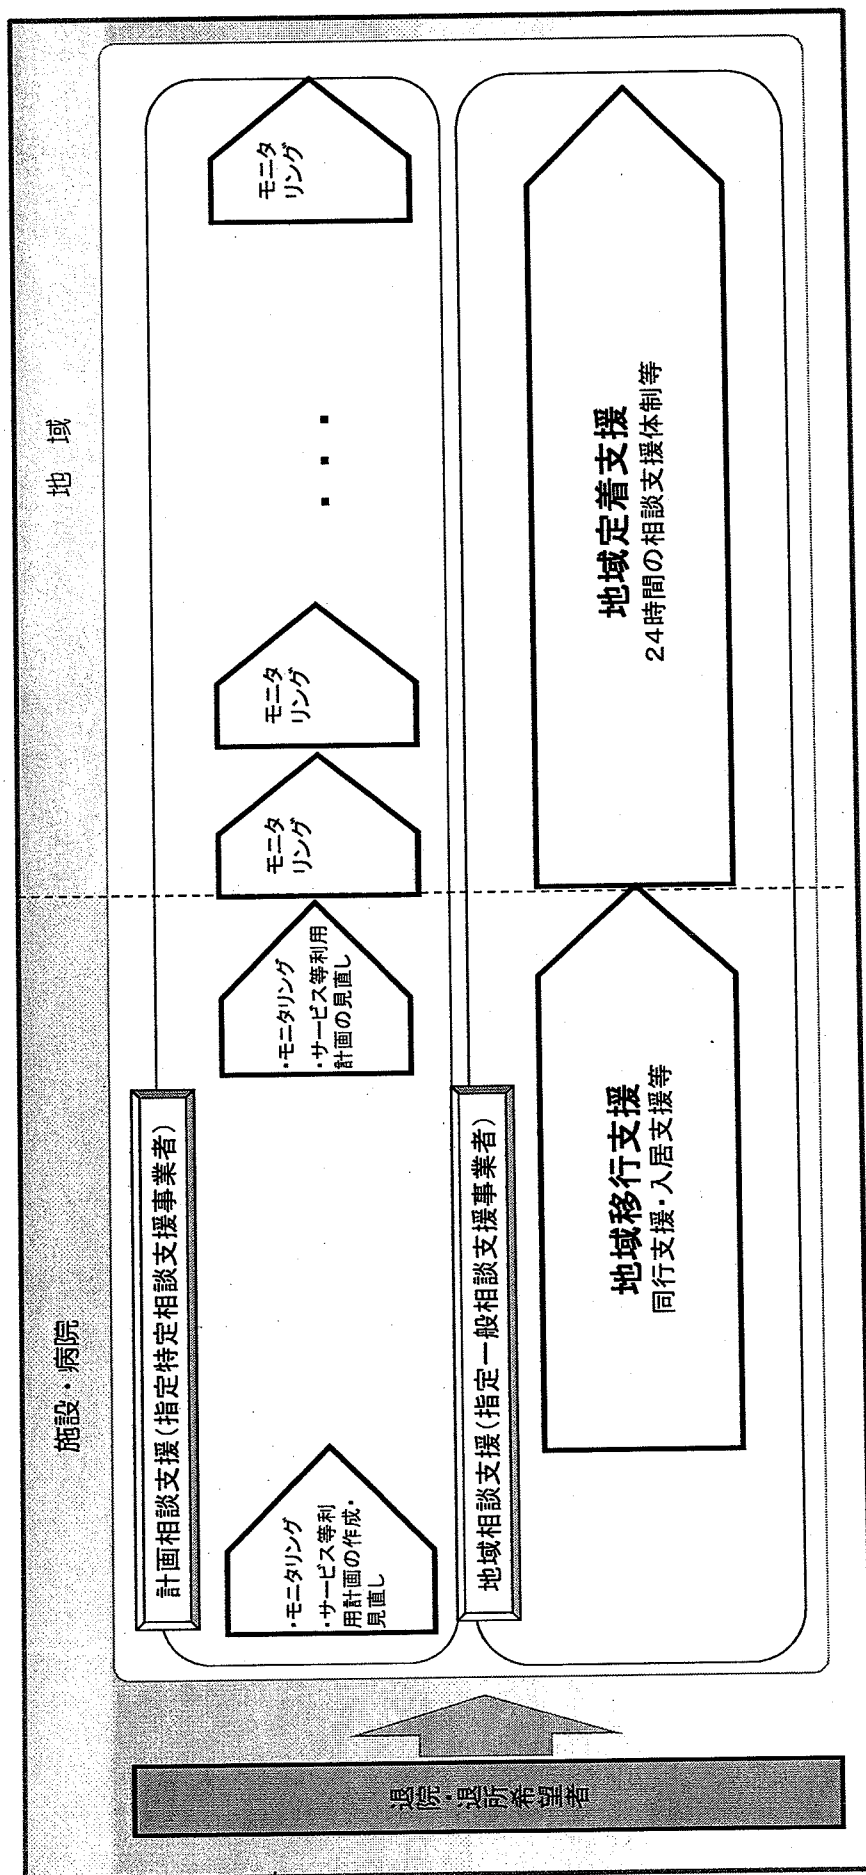 施設・病院
地 域
退院・退所希望者
計画相談支援(指定特定相談支援事業者)
・モニタリング
・サービス等利
用計画の作成・
見直し
・モニタリング
・サービス等利用
計画の見直し
モニタ
リング
モニタ
リング
・・・
モニタ
リング
地域相談支援(指定一般相談支援事業者)
地域移行支援
同行支援・入居支援等
地域定着支援
24時間の相談支援体制等